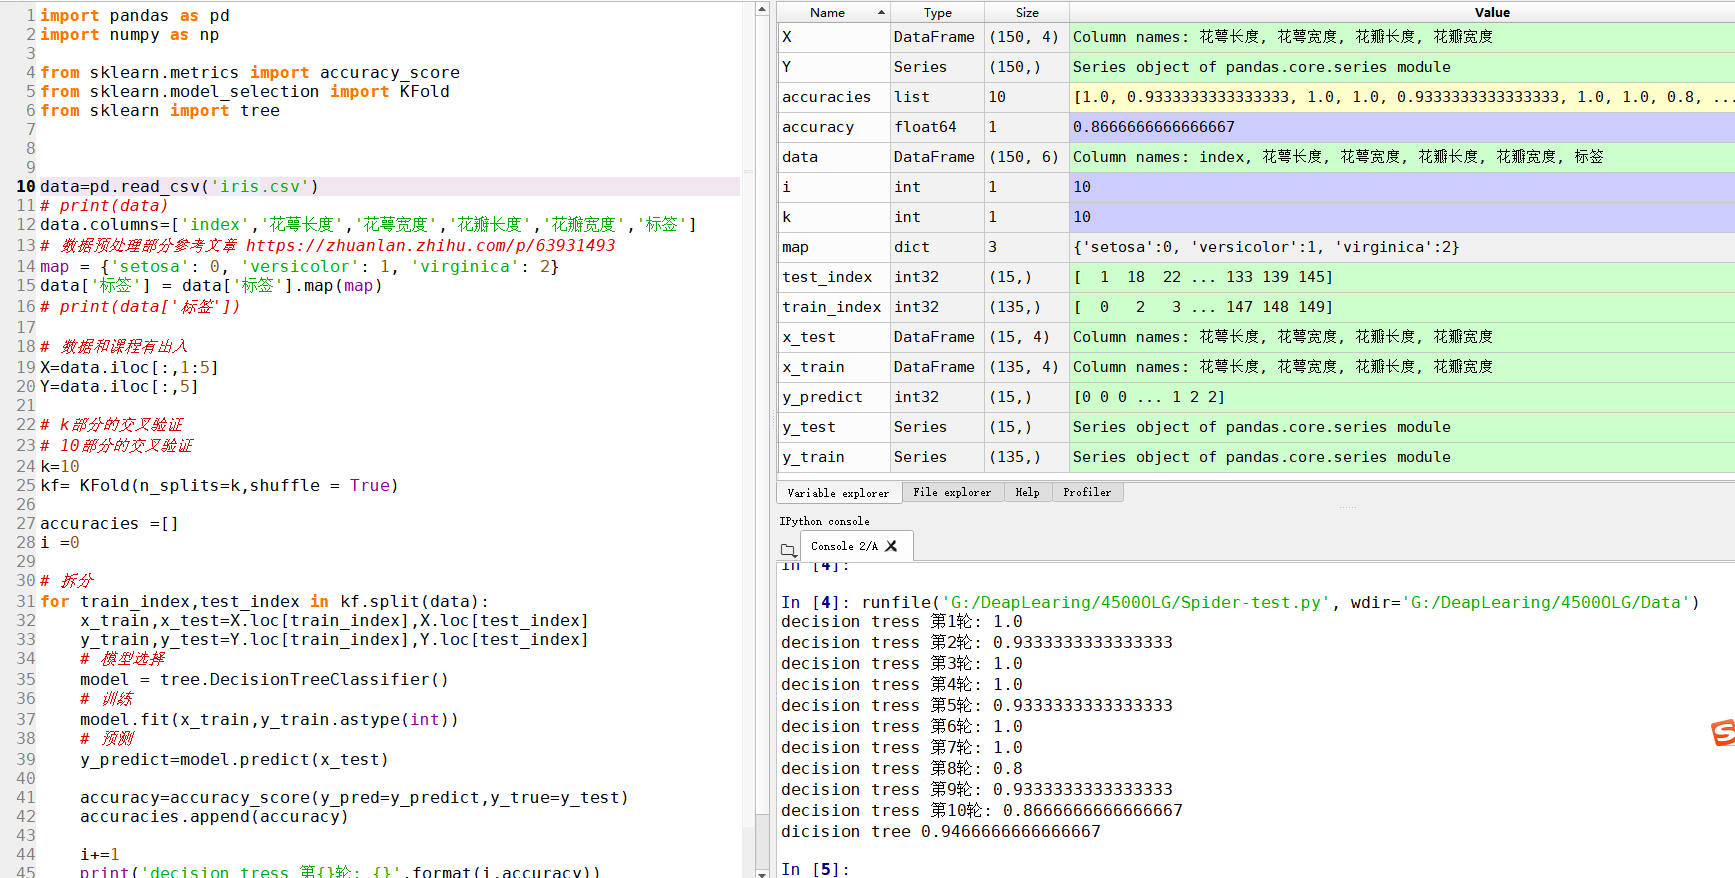 1 import pandas as pd
2 import numpy as np
3
4 from sklearn.metrics import accuracy_score
5 from sklearn.model_selection import KFold
6 from sklearn import tree
7
8
9
10 data=pd.read_csv('iris.csv')
11 # print(data)
12 data.columns=['index','花萼长度','花萼宽度','花瓣长度','花瓣宽度','标签']
13 # 数据预处理部分参考文章 https://zhuanlan.zhihu.com/p/63931493
14 map = {'setosa': 0, 'versicolor': 1, 'virginica': 2}
15 data['标签'] = data['标签'].map(map)
16 # print(data['标签'])
17
18 # 数据和课程有出入
19 X=data.iloc[:,1:5]
20 Y=data.iloc[:,5]
21
22 # k部分的交叉验证
23 # 10部分的交叉验证
24 k=10
25 kf= KFold(n_splits=k,shuffle = True)
26
27 accuracies =[]
28 i =0
29
30 # 拆分
31 for train_index,test_index in kf.split(data):
32 x_train,x_test=X.loc[train_index],X.loc[test_index]
33 y_train,y_test=Y.loc[train_index],Y.loc[test_index]
34 # 模型选择
35 model = tree.DecisionTreeClassifier()
36 # 训练
37 model.fit(x_train,y_train.astype(int))
38 # 预测
39 y_predict=model.predict(x_test)
40
41 accuracy=accuracy_score(y_pred=y_predict,y_true=y_test)
42 accuracies.append(accuracy)
43
44 i+=1
45 print('decision tress 第{}轮: {}'.format(i,accuracy))
Name Type Size Value
X DataFrame (150, 4) Column names: 花萼长度, 花萼宽度, 花瓣长度, 花瓣宽度
Y Series (150,) Series object of pandas.core.series module
accuracies list 10 [1.0, 0.9333333333333333, 1.0, 1.0, 0.9333333333333333, 1.0, 1.0, 0.8, ...
accuracy float64 1 0.8666666666666667
data DataFrame (150, 6) Column names: index, 花萼长度, 花萼宽度, 花瓣长度, 花瓣宽度, 标签
i int 1 10
k int 1 10
map dict 3 {'setosa':0, 'versicolor':1, 'virginica':2}
test_index int32 (15,) [ 1 18 22 ... 133 139 145]
train_index int32 (135,) [ 0 2 3 ... 147 148 149]
x_test DataFrame (15, 4) Column names: 花萼长度, 花萼宽度, 花瓣长度, 花瓣宽度
x_train DataFrame (135, 4) Column names: 花萼长度, 花萼宽度, 花瓣长度, 花瓣宽度
y_predict int32 (15,) [0 0 0 ... 1 2 2]
y_test Series (15,) Series object of pandas.core.series module
y_train Series (135,) Series object of pandas.core.series module
Variable explorer File explorer Help Profiler
IPython console
Console 2/A
In [4]:
In [4]: runfile('G:/DeapLearing/4500OLG/Spider-test.py', wdir='G:/DeapLearing/4500OLG/Data')
decision tress 第1轮: 1.0
decision tress 第2轮: 0.9333333333333333
decision tress 第3轮: 1.0
decision tress 第4轮: 1.0
decision tress 第5轮: 0.9333333333333333
decision tress 第6轮: 1.0
decision tress 第7轮: 1.0
decision tress 第8轮: 0.8
decision tress 第9轮: 0.9333333333333333
decision tress 第10轮: 0.8666666666666667
dicision tree 0.9466666666666667
In [5]: